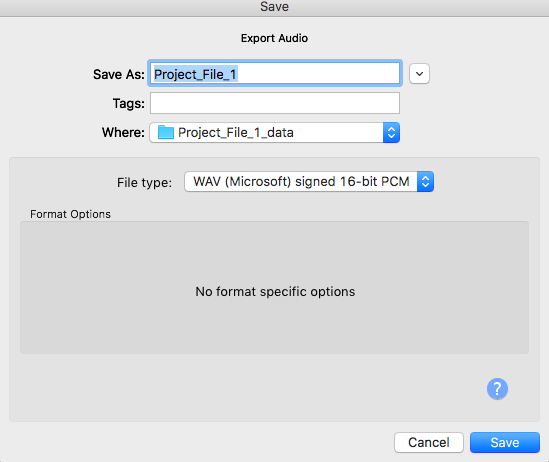 Save
Export Audio
Save As: Project_File_1
Tags:
Where: Project_File_1_data
File type: WAV (Microsoft) signed 16-bit PCM
Format Options
No format specific options
?
Cancel Save